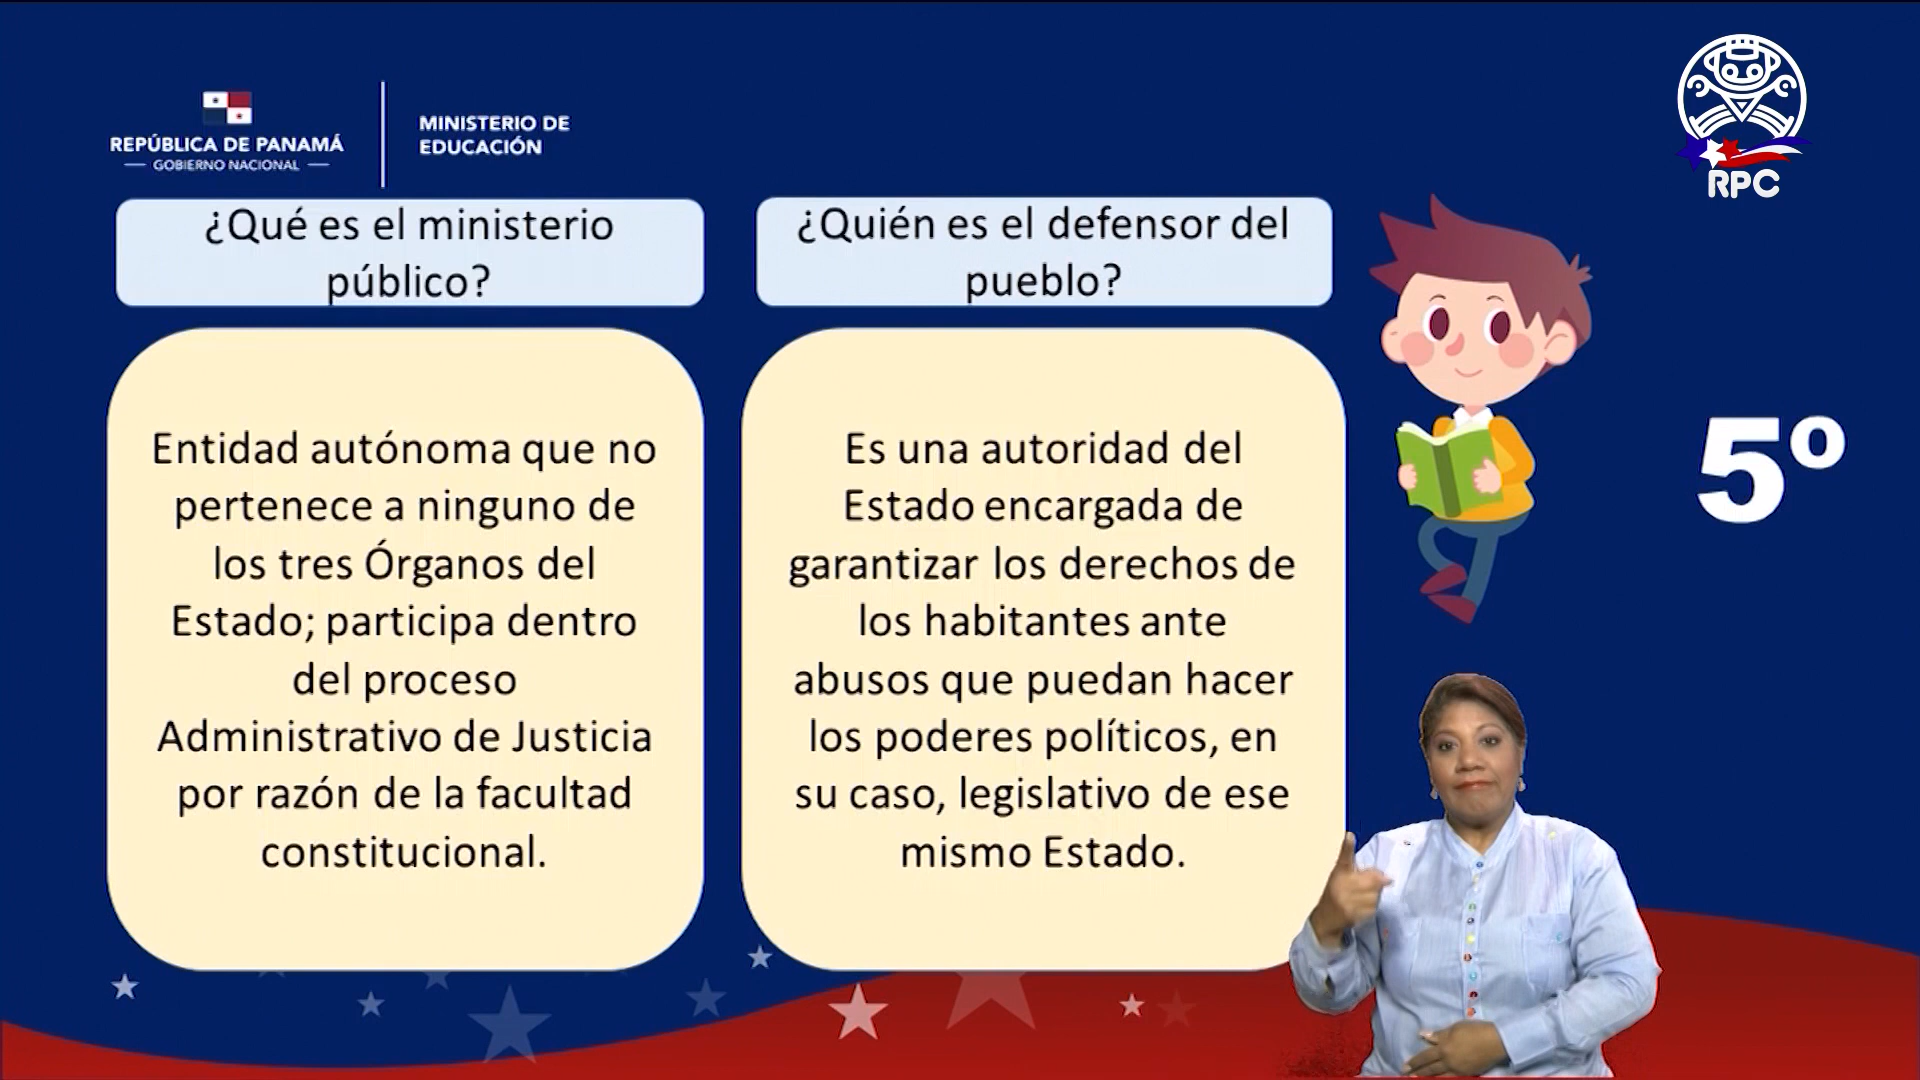 REPÚBLICA DE PANAMÁ
GOBIERNO NACIONAL
MINISTERIO DE
EDUCACIÓN
RPC
¿Qué es el ministerio
público?
Entidad autónoma que no
pertenece a ninguno de
los tres Órganos del
Estado; participa dentro
del proceso
Administrativo de Justicia
por razón de la facultad
constitucional.
¿Quién es el defensor del
pueblo?
Es una autoridad del
Estado encargada de
garantizar los derechos de
los habitantes ante
abusos que puedan hacer
los poderes políticos, en
su caso, legislativo de ese
mismo Estado.
5º